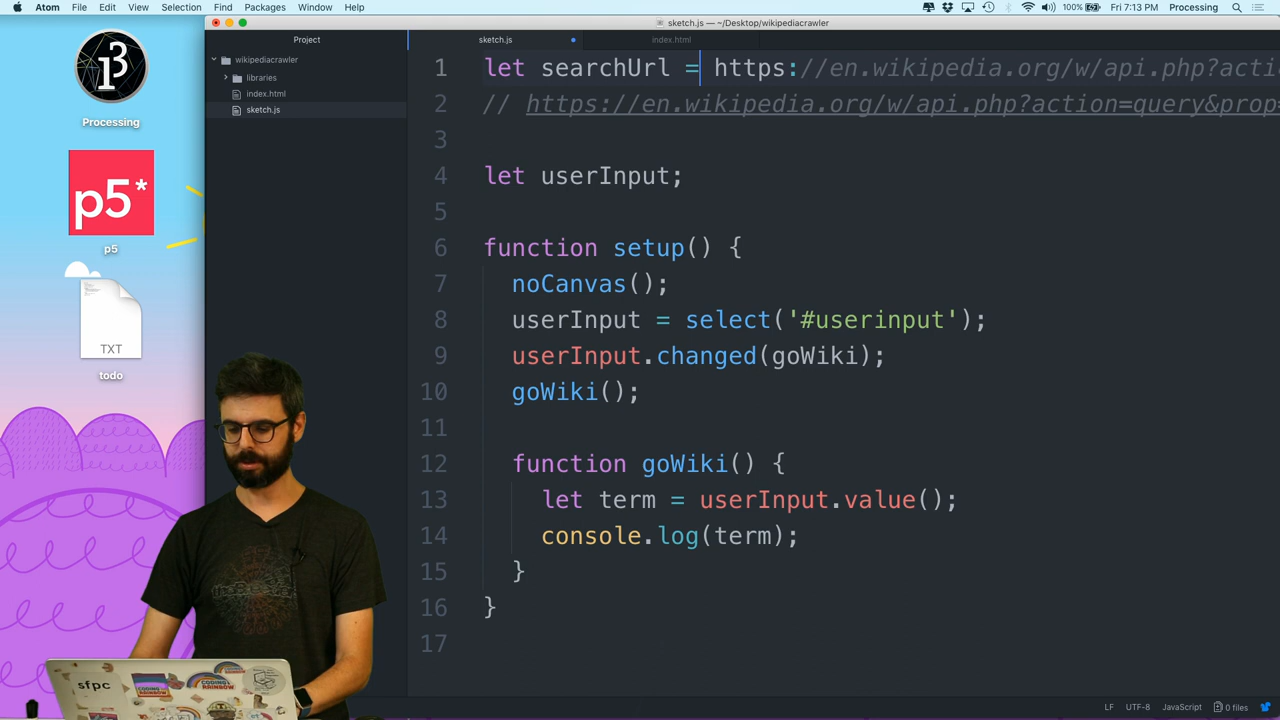 Atom File Edit View Selection Find Packages Window Help 100% Fri 7:13 PM Processing
sketch.js — ~/Desktop/wikipediacrawler
Project sketch.js index.html
wikipediacrawler
libraries
index.html
sketch.js
1 let searchUrl = https://en.wikipedia.org/w/api.php?acti
2 // https://en.wikipedia.org/w/api.php?action=query&prop=
3
4 let userInput;
5
6 function setup() {
7 noCanvas();
8 userInput = select('#userinput');
9 userInput.changed(goWiki);
10 goWiki();
11
12 function goWiki() {
13 let term = userInput.value();
14 console.log(term);
15 }
16 }
17
Processing
p5*
p5
TXT
todo
sfpc
CODING RAINBOW
LF UTF-8 JavaScript 0 files